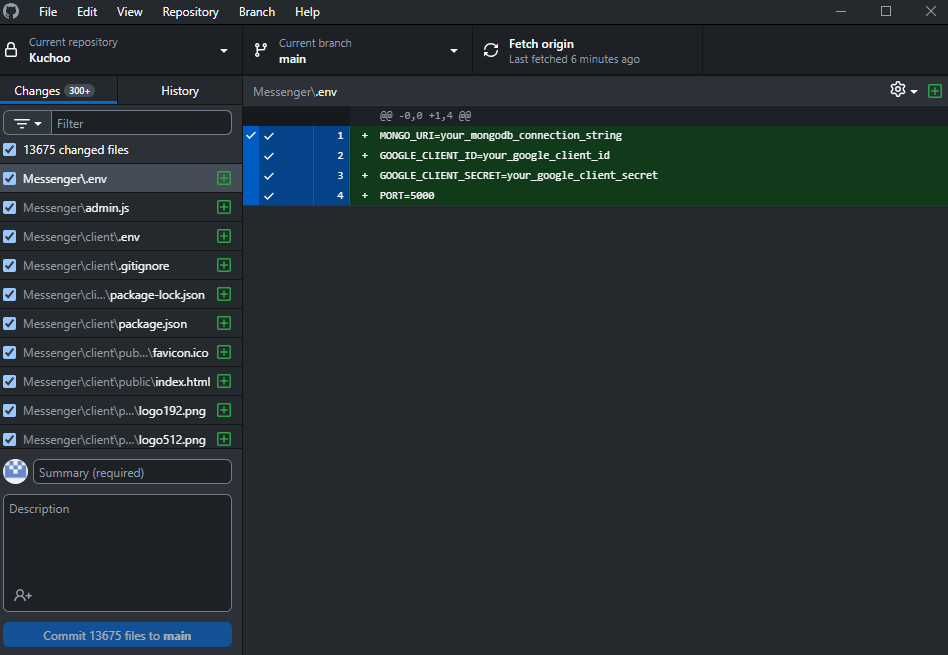 File Edit View Repository Branch Help
Current repository
Kuchoo
Current branch
main
Fetch origin
Last fetched 6 minutes ago
Changes 300+
History
Filter
13675 changed files
Messenger\.env
Messenger\admin.js
Messenger\client\.env
Messenger\client\.gitignore
Messenger\cli...\package-lock.json
Messenger\client\package.json
Messenger\client\pub...\favicon.ico
Messenger\client\public\index.html
Messenger\client\p...\logo192.png
Messenger\client\p...\logo512.png
Summary (required)
Description
Commit 13675 files to main
Messenger\.env
@@ -0,0 +1,4 @@
1 + MONGO_URI=your_mongodb_connection_string
2 + GOOGLE_CLIENT_ID=your_google_client_id
3 + GOOGLE_CLIENT_SECRET=your_google_client_secret
4 + PORT=5000